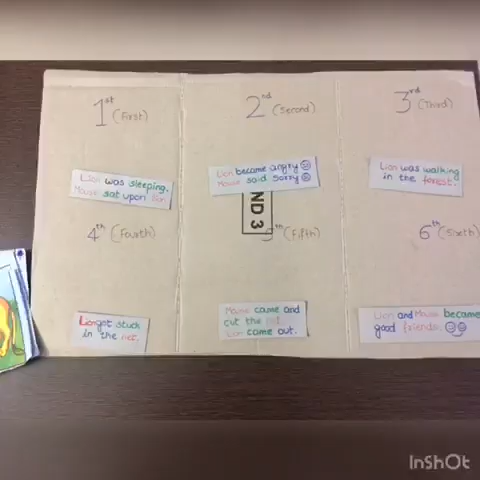 1st (First)
2nd (Second)
3rd (Third)
Lion was sleeping.
Mouse sat upon lion
Lion became angry
Mouse said sorry
Lion was walking
in the forest.
4th (Fourth)
5th (Fifth)
6th (Sixth)
ND 3
Lion got stuck
in the net.
Mouse came and
cut the net
Lion came out.
Lion and Mouse became
good friends.
InShOt